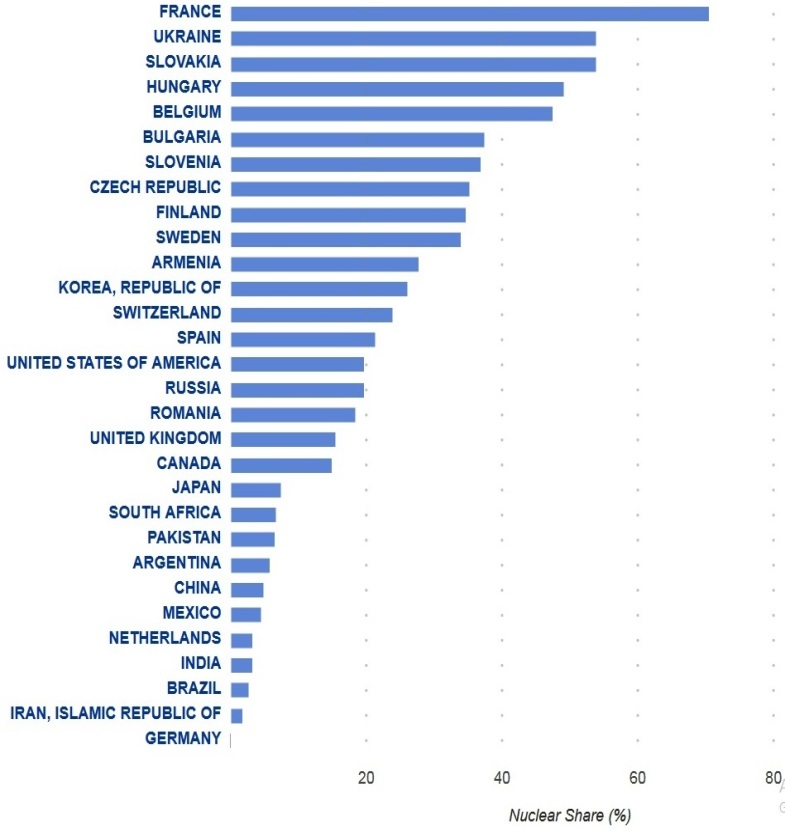 FRANCE
UKRAINE
SLOVAKIA
HUNGARY
BELGIUM
BULGARIA
SLOVENIA
CZECH REPUBLIC
FINLAND
SWEDEN
ARMENIA
KOREA, REPUBLIC OF
SWITZERLAND
SPAIN
UNITED STATES OF AMERICA
RUSSIA
ROMANIA
UNITED KINGDOM
CANADA
JAPAN
SOUTH AFRICA
PAKISTAN
ARGENTINA
CHINA
MEXICO
NETHERLANDS
INDIA
BRAZIL
IRAN, ISLAMIC REPUBLIC OF
GERMANY
20 40 60 80
Nuclear Share (%)